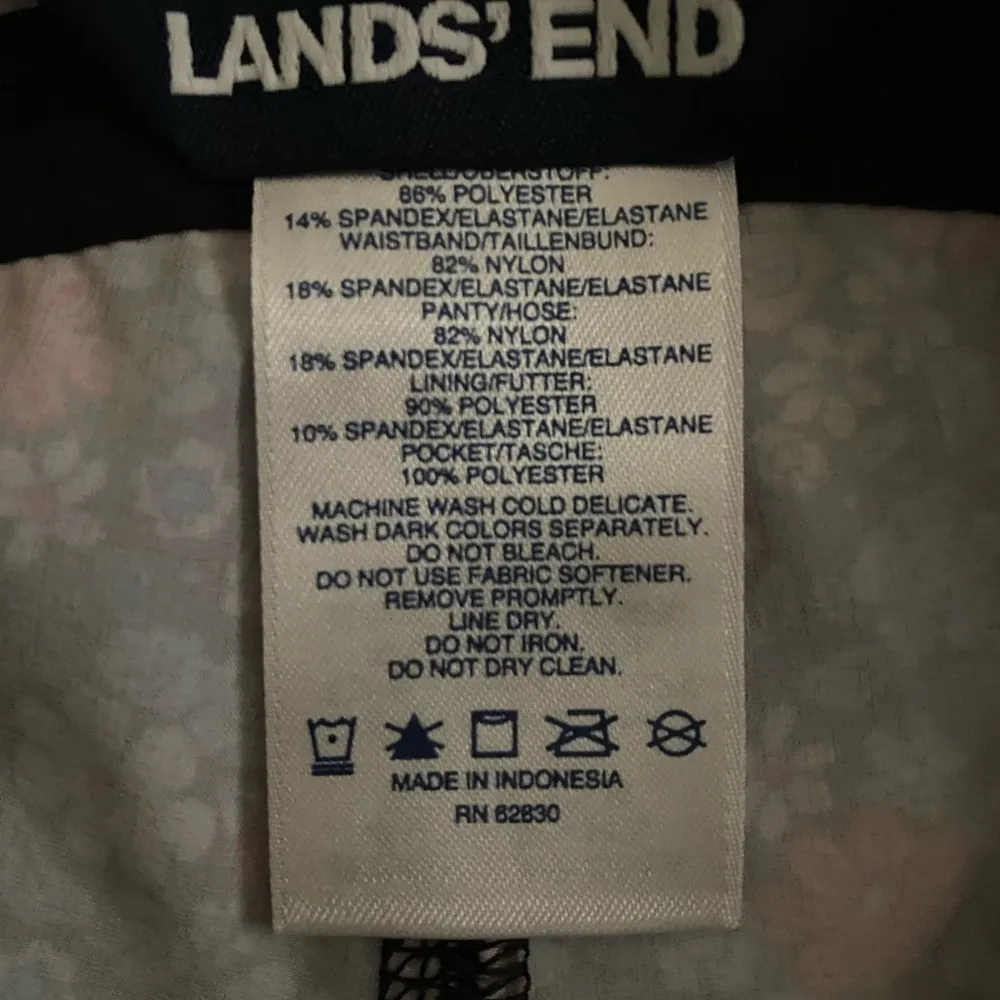 LANDS' END
SHELL/OBERSTOFF:
86% POLYESTER
14% SPANDEX/ELASTANE/ELASTANE
WAISTBAND/TAILLENBUND:
82% NYLON
18% SPANDEX/ELASTANE/ELASTANE
PANTY/HOSE:
82% NYLON
18% SPANDEX/ELASTANE/ELASTANE
LINING/FUTTER:
90% POLYESTER
10% SPANDEX/ELASTANE/ELASTANE
POCKET/TASCHE:
100% POLYESTER
MACHINE WASH COLD DELICATE.
WASH DARK COLORS SEPARATELY.
DO NOT BLEACH.
DO NOT USE FABRIC SOFTENER.
REMOVE PROMPTLY.
LINE DRY.
DO NOT IRON.
DO NOT DRY CLEAN.
MADE IN INDONESIA
RN 62830